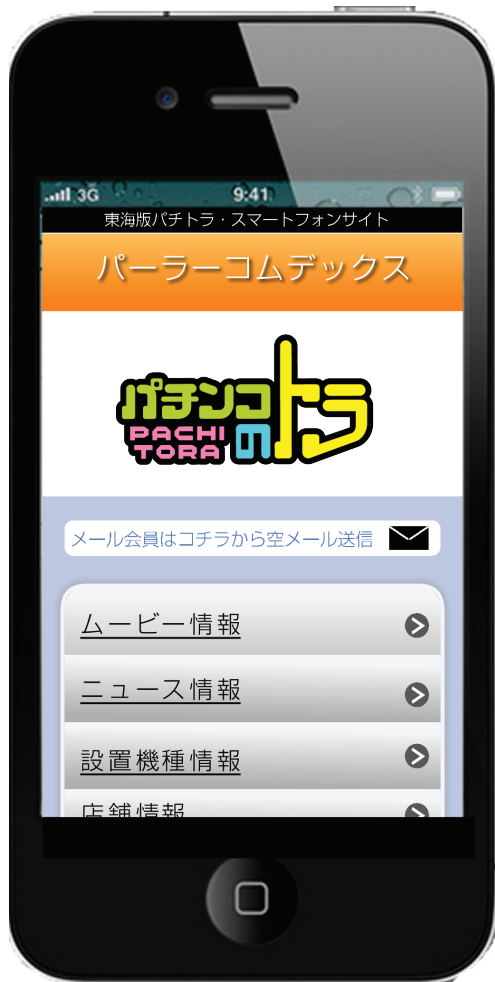 3G 9:41
東海版パチトラ・スマートフォンサイト
パーラーコムデックス
パチンコ
の
トラ
PACHI
TORA
メール会員はコチラから空メール送信
ムービー情報
ニュース情報
設置機種情報
店舗情報